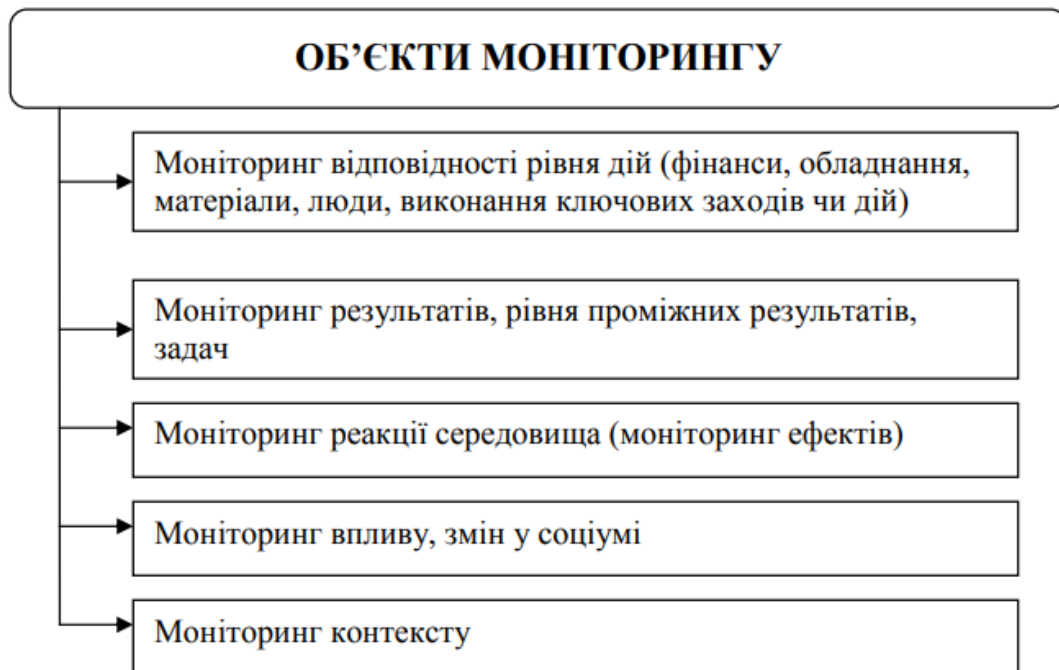 ОБ’ЄКТИ МОНІТОРИНГУ
Моніторинг відповідності рівня дій (фінанси, обладнання,
матеріали, люди, виконання ключових заходів чи дій)
Моніторинг результатів, рівня проміжних результатів,
задач
Моніторинг реакції середовища (моніторинг ефектів)
Моніторинг впливу, змін у соціумі
Моніторинг контексту